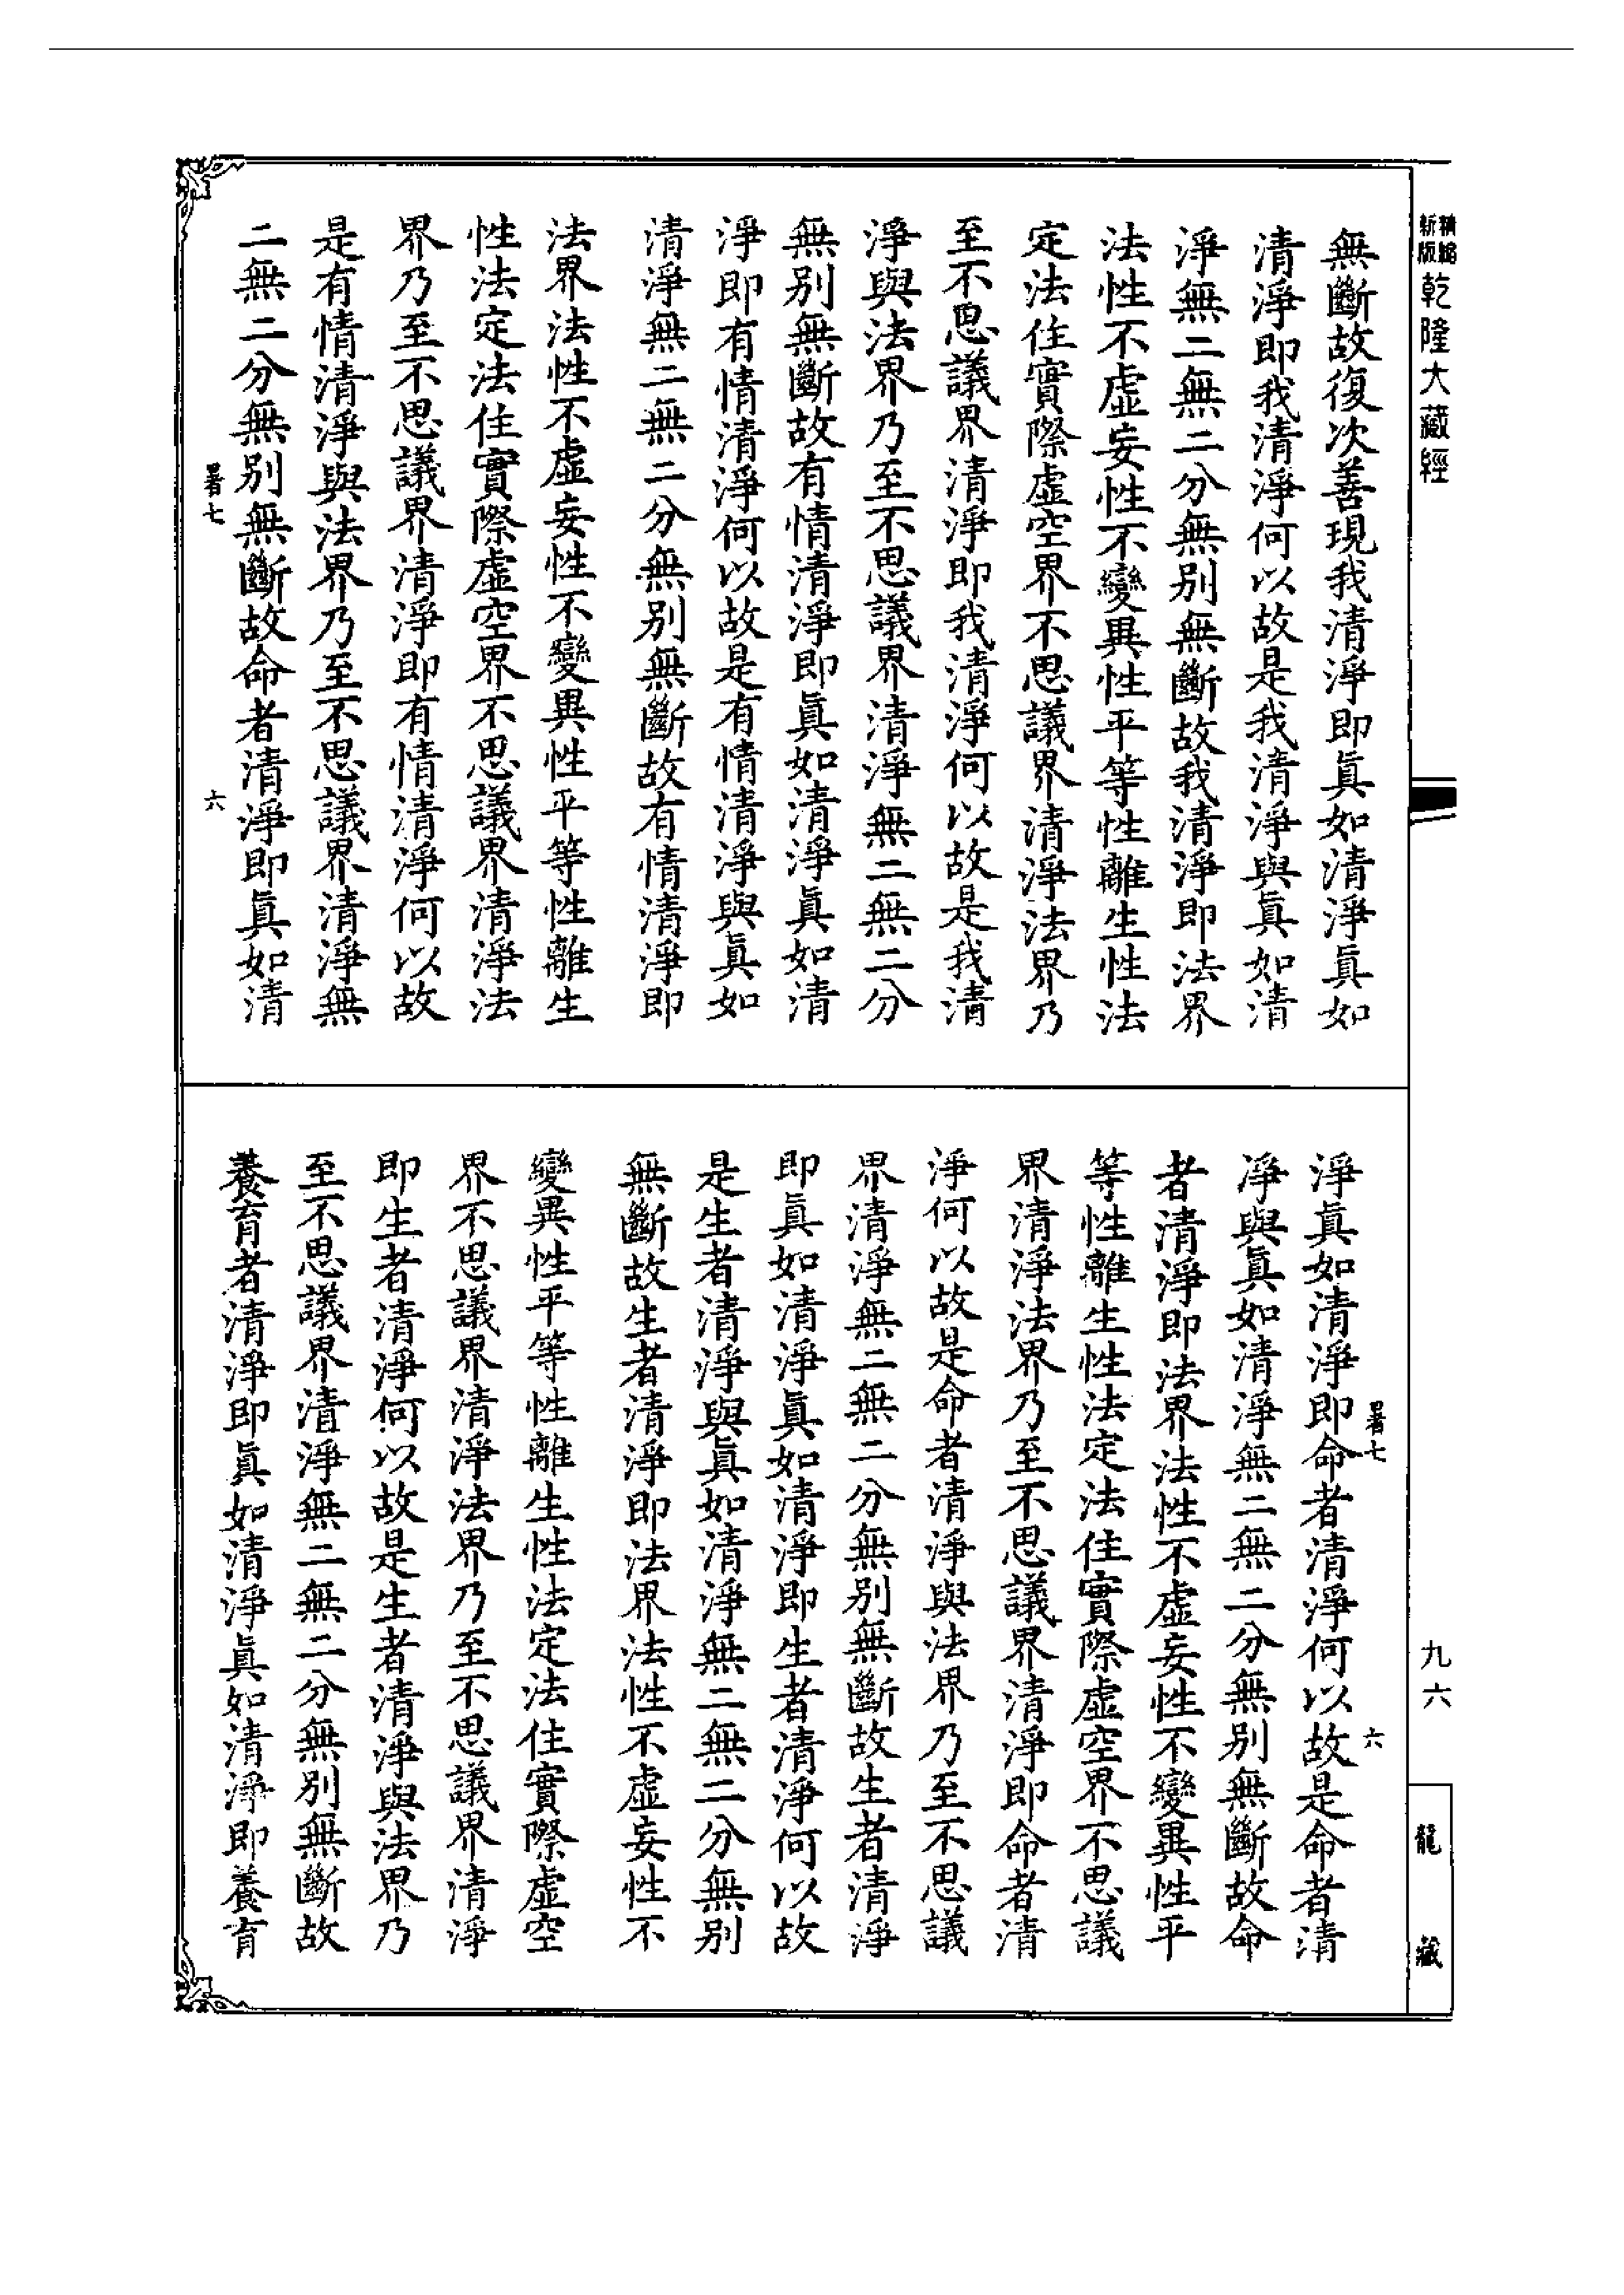 精縮
新版
乾隆大藏經
無斷故復次善現我清淨即眞如清淨眞如
清淨即我清淨何以故是我清淨與眞如清
淨無二無二分無別無斷故我清淨即法界
法性不虛妄性不變異性平等性離生性法
定法住實際虛空界不思議界清淨法界乃
至不思議界清淨即我清淨何以故是我清
淨與法界乃至不思議界清淨無二無二分
無別無斷故有情清淨即眞如清淨眞如清
淨即有情清淨何以故是有情清淨與眞如
清淨無二無二分無別無斷故有情清淨即
法界法性不虛妄性不變異性平等性離生
性法定法住實際虛空界不思議界清淨法
界乃至不思議界清淨即有情清淨何以故
是有情清淨與法界乃至不思議界清淨無
二無二分無別無斷故命者清淨即眞如清
暑七 六
暑七 六
淨眞如清淨即命者清淨何以故是命者清
淨與眞如清淨無二無二分無別無斷故命
者清淨即法界法性不虛妄性不變異性平
等性離生性法定法住實際虛空界不思議
界清淨法界乃至不思議界清淨即命者清
淨何以故是命者清淨與法界乃至不思議
界清淨無二無二分無別無斷故生者清淨
即眞如清淨眞如清淨即生者清淨何以故
是生者清淨與眞如清淨無二無二分無別
無斷故生者清淨即法界法性不虛妄性不
變異性平等性離生性法定法住實際虛空
界不思議界清淨法界乃至不思議界清淨
即生者清淨何以故是生者清淨與法界乃
至不思議界清淨無二無二分無別無斷故
養育者清淨即眞如清淨眞如清淨即養育
九六
龍藏